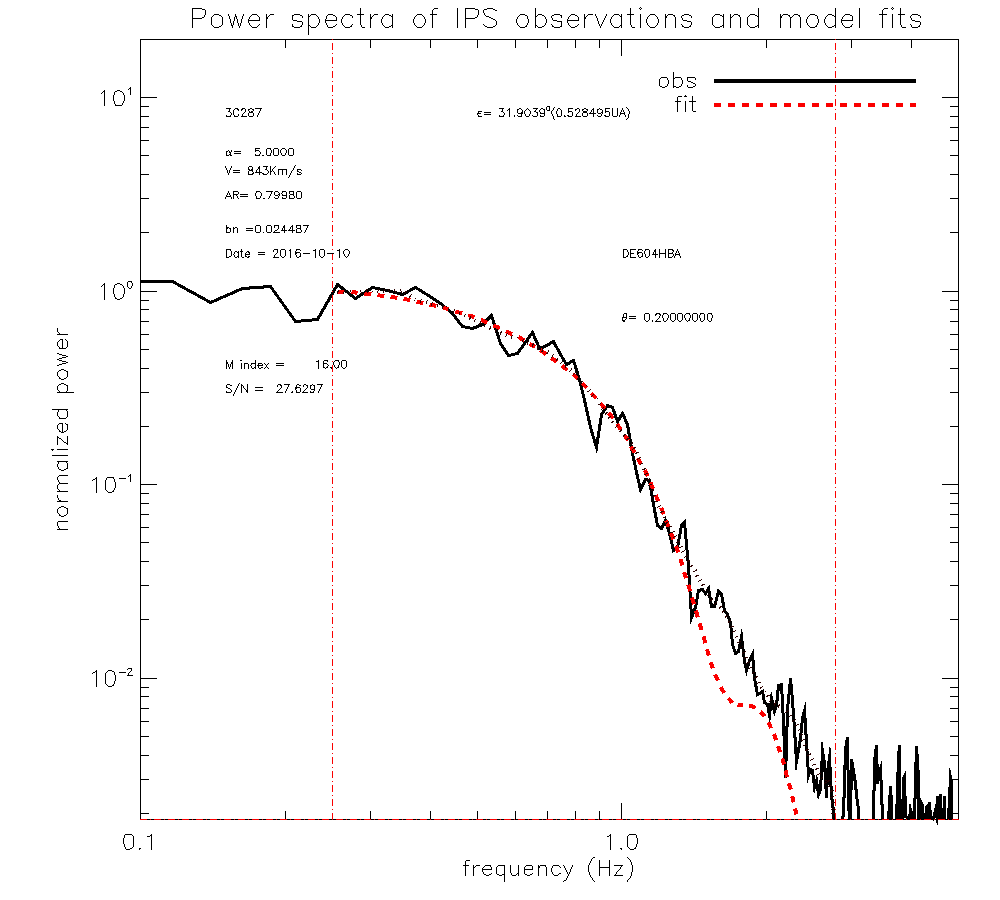 Power spectra of IPS observations and model fits
obs
fit
3C287
ϵ= 31.9039°(0.528495UA)
α= 5.0000
V= 843Km/s
AR= 0.79980
bn =0.024487
Date = 2016-10-10
DE604HBA
θ= 0.20000000
M index = 16.00
S/N = 27.6297
10¹
10⁰
10⁻¹
10⁻²
normalized power
0.1
1.0
frequency (Hz)